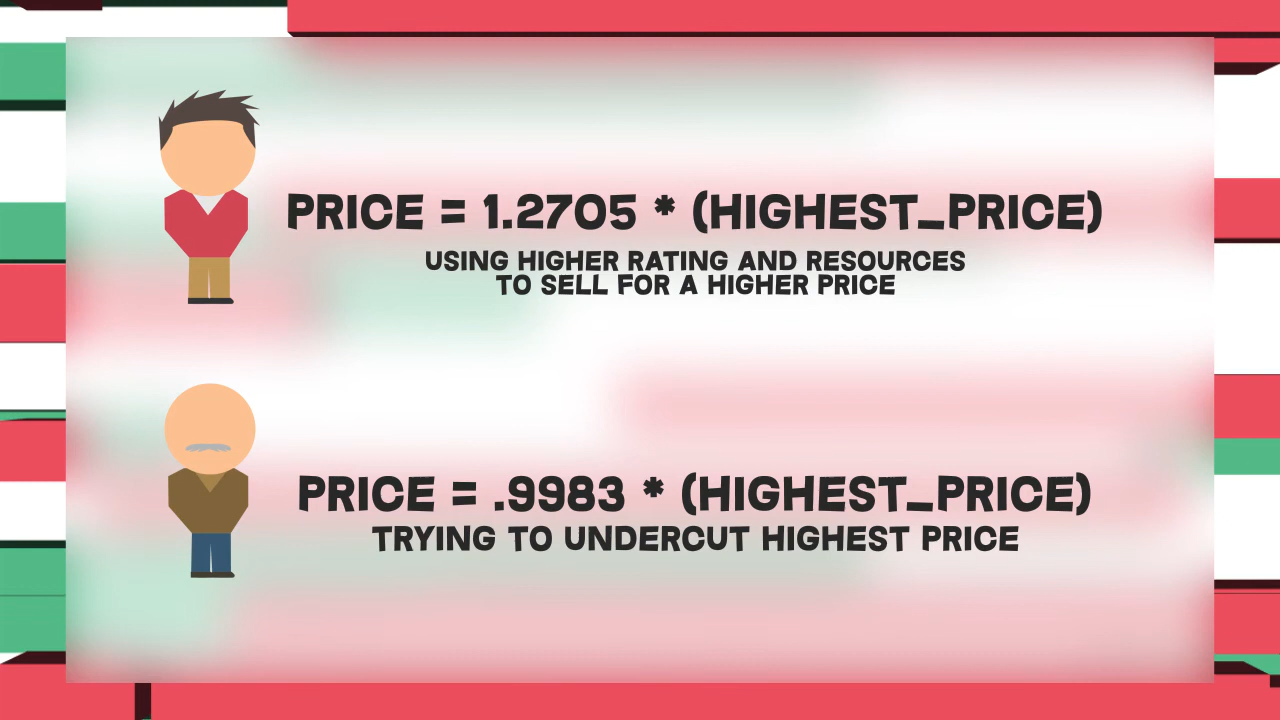 PRICE = 1.2705 * (HIGHEST_PRICE)
USING HIGHER RATING AND RESOURCES
TO SELL FOR A HIGHER PRICE
PRICE = .9983 * (HIGHEST_PRICE)
TRYING TO UNDERCUT HIGHEST PRICE